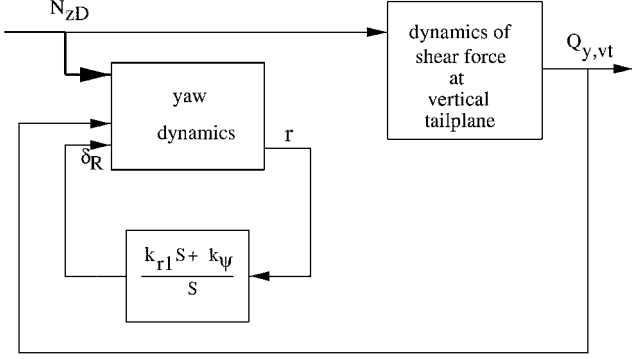 N_zD
dynamics of
shear force
at
vertical
tailplane
Q_y,vt
yaw
dynamics
δ_R
r
k_r1 S + k_ψ
S